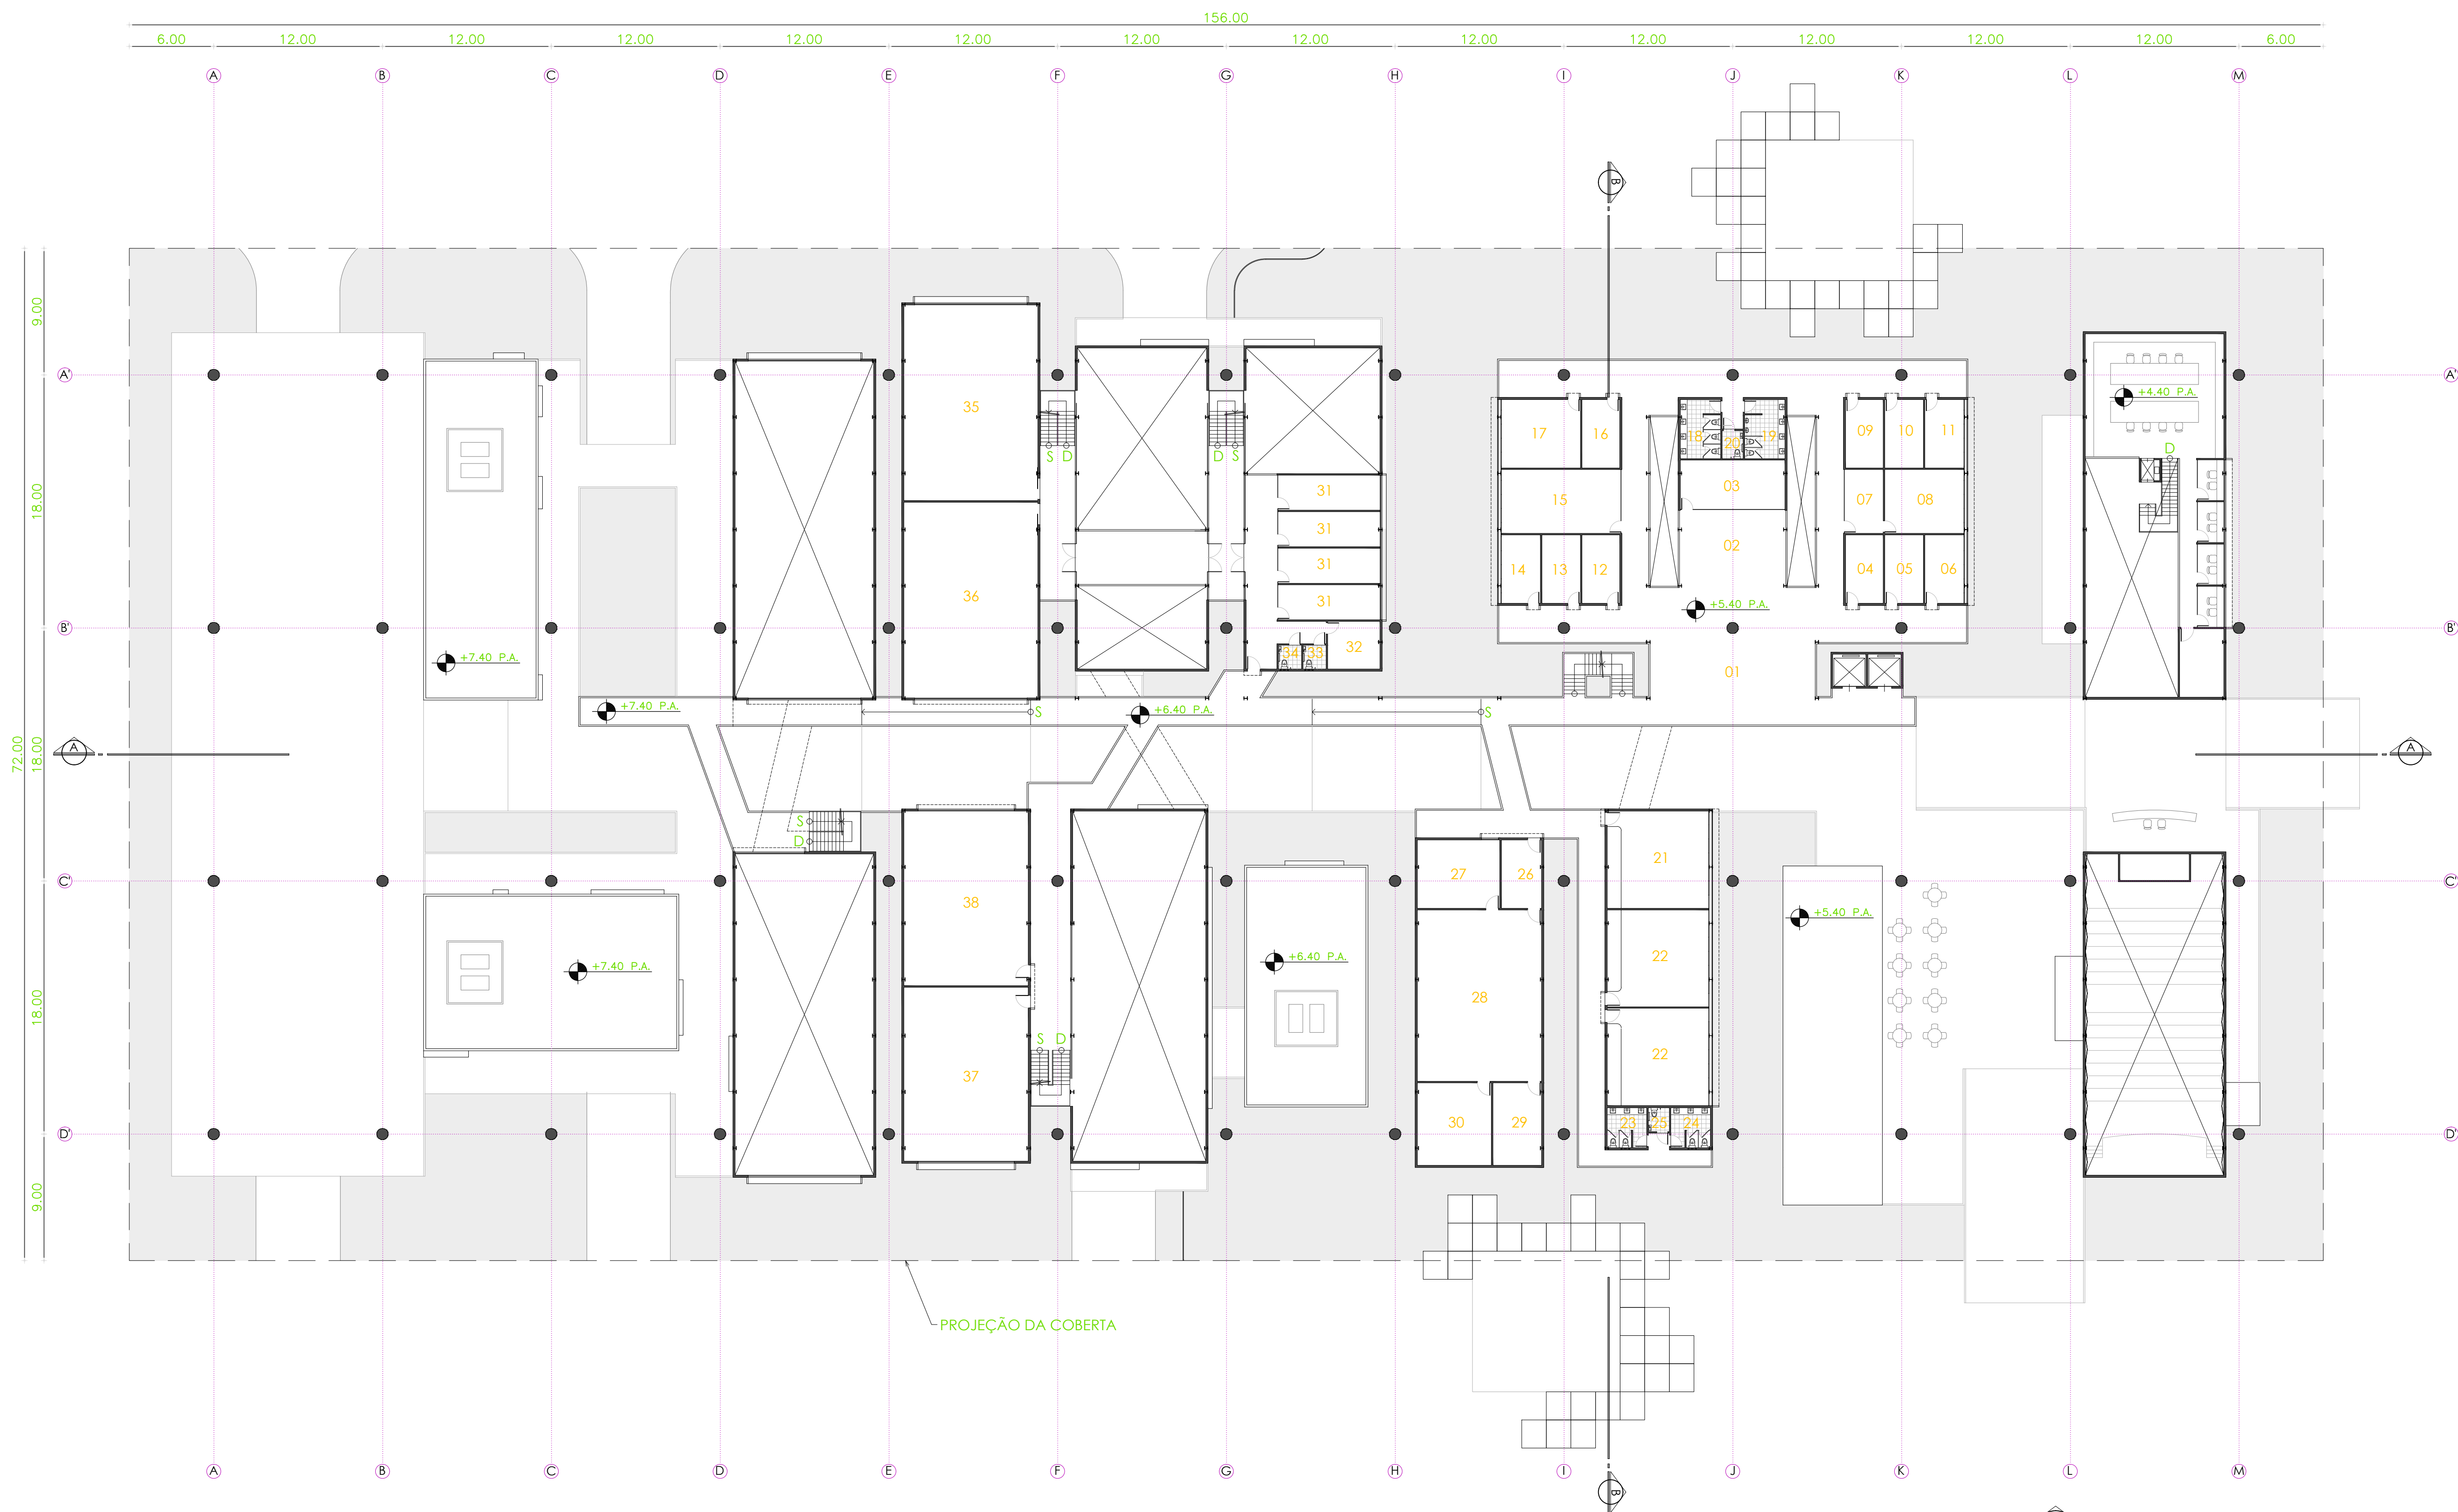 156.00
6.00 12.00 12.00 12.00 12.00 12.00 12.00 12.00 12.00 12.00 12.00 12.00 12.00 6.00
A B C D E F G H I J K L M
B
9.00
A' A'
+4.40 P.A.
35
17 16 18 20 19 09 10 11
S D D S
D
18.00
31
15 03 07 08
31
02
31
14 13 12 04 05 06
36
31
+5.40 P.A.
B' B'
34 33 32
+7.40 P.A.
01
+7.40 P.A. S +6.40 P.A. S
72.00
18.00
A A
S
D
21
C' C'
27 26
38
+5.40 P.A.
22
+6.40 P.A.
+7.40 P.A.
28
18.00
S D
22
37
30 29 23 25 24
D' D'
9.00
PROJEÇÃO DA COBERTA
A B C D E F G H I J K L M
B